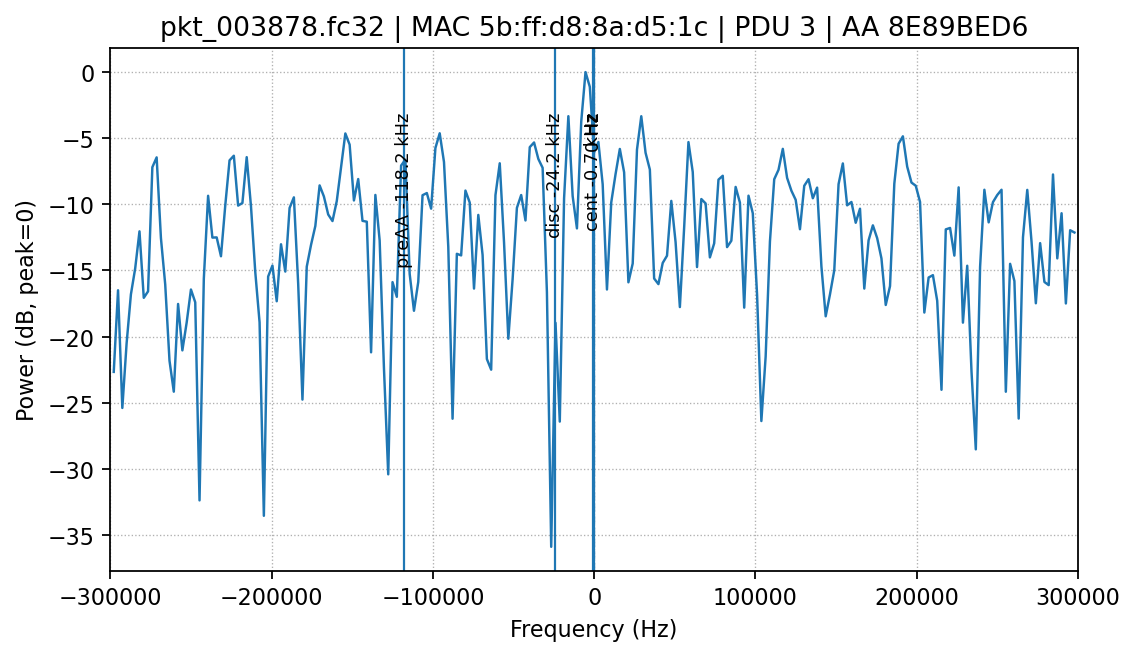 pkt_003878.fc32 | MAC 5b:ff:d8:8a:d5:1c | PDU 3 | AA 8E89BED6
Power (dB, peak=0)
0
−5
−10
−15
−20
−25
−30
−35
preAA -118.2 kHz
disc -24.2 kHz
cent -0.7 kHz
−300000
−200000
−100000
0
100000
200000
300000
Frequency (Hz)